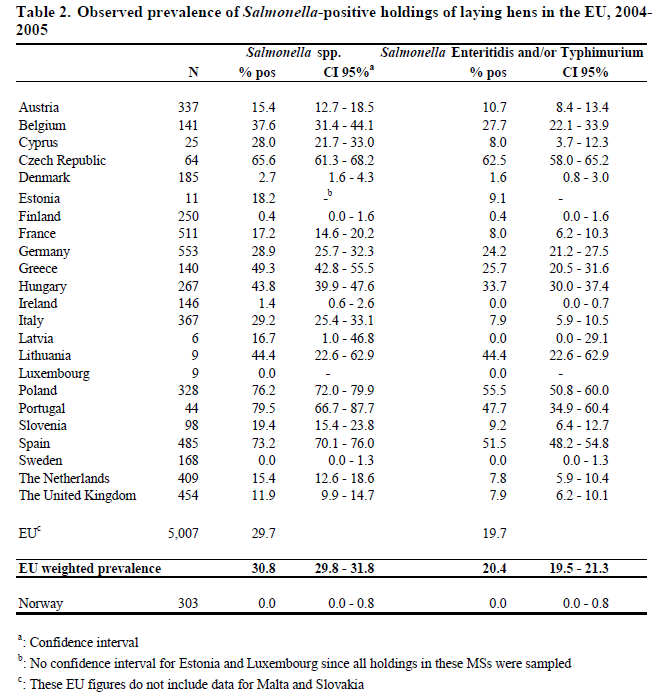 Table 2. Observed prevalence of Salmonella-positive holdings of laying hens in the EU, 2004-
2005
Salmonella spp. Salmonella Enteritidis and/or Typhimurium
N % pos CI 95%a % pos CI 95%
Austria 337 15.4 12.7 - 18.5 10.7 8.4 - 13.4
Belgium 141 37.6 31.4 - 44.1 27.7 22.1 - 33.9
Cyprus 25 28.0 21.7 - 33.0 8.0 3.7 - 12.3
Czech Republic 64 65.6 61.3 - 68.2 62.5 58.0 - 65.2
Denmark 185 2.7 1.6 - 4.3 1.6 0.8 - 3.0
Estonia 11 18.2 -b 9.1 -
Finland 250 0.4 0.0 - 1.6 0.4 0.0 - 1.6
France 511 17.2 14.6 - 20.2 8.0 6.2 - 10.3
Germany 553 28.9 25.7 - 32.3 24.2 21.2 - 27.5
Greece 140 49.3 42.8 - 55.5 25.7 20.5 - 31.6
Hungary 267 43.8 39.9 - 47.6 33.7 30.0 - 37.4
Ireland 146 1.4 0.6 - 2.6 0.0 0.0 - 0.7
Italy 367 29.2 25.4 - 33.1 7.9 5.9 - 10.5
Latvia 6 16.7 1.0 - 46.8 0.0 0.0 - 29.1
Lithuania 9 44.4 22.6 - 62.9 44.4 22.6 - 62.9
Luxembourg 9 0.0 - 0.0 -
Poland 328 76.2 72.0 - 79.9 55.5 50.8 - 60.0
Portugal 44 79.5 66.7 - 87.7 47.7 34.9 - 60.4
Slovenia 98 19.4 15.4 - 23.8 9.2 6.4 - 12.7
Spain 485 73.2 70.1 - 76.0 51.5 48.2 - 54.8
Sweden 168 0.0 0.0 - 1.3 0.0 0.0 - 1.3
The Netherlands 409 15.4 12.6 - 18.6 7.8 5.9 - 10.4
The United Kingdom 454 11.9 9.9 - 14.7 7.9 6.2 - 10.1
EUc 5,007 29.7 19.7
EU weighted prevalence 30.8 29.8 - 31.8 20.4 19.5 - 21.3
Norway 303 0.0 0.0 - 0.8 0.0 0.0 - 0.8
a: Confidence interval
b: No confidence interval for Estonia and Luxembourg since all holdings in these MSs were sampled
c: These EU figures do not include data for Malta and Slovakia